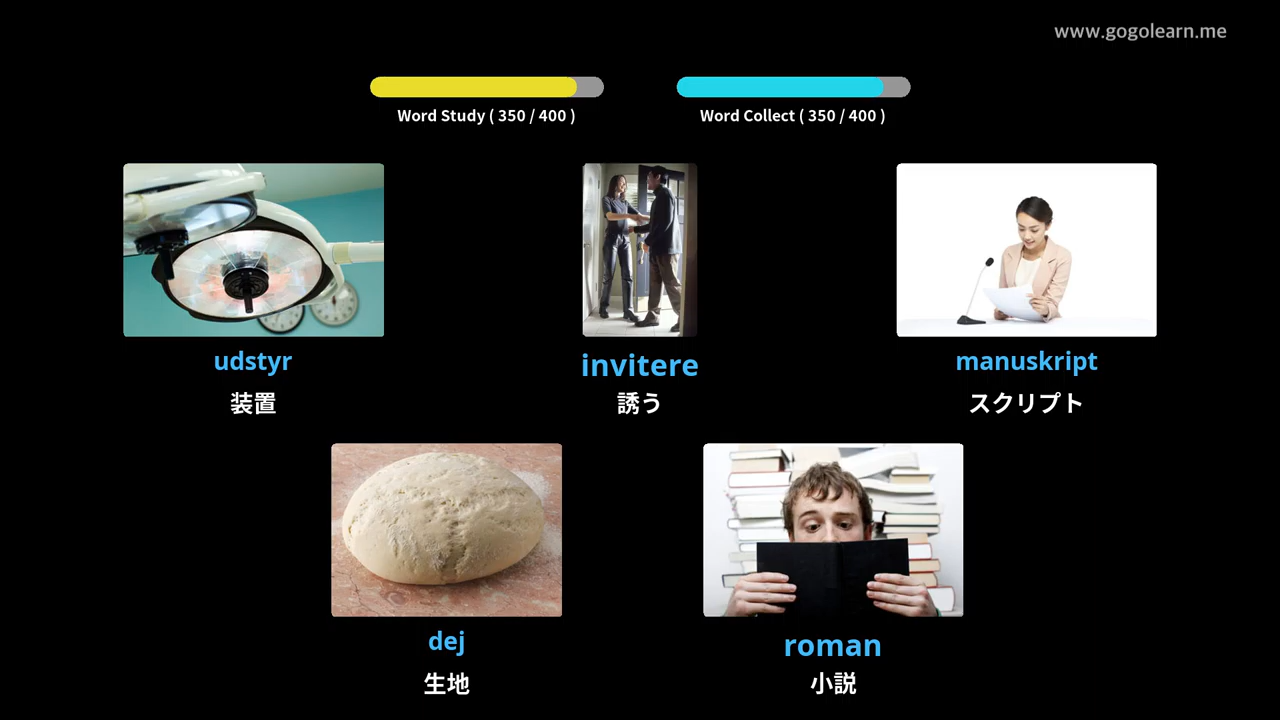 www.gogolearn.me
Word Study ( 350 / 400 )
Word Collect ( 350 / 400 )
udstyr
装置
invitere
誘う
manuskript
スクリプト
dej
生地
roman
小説